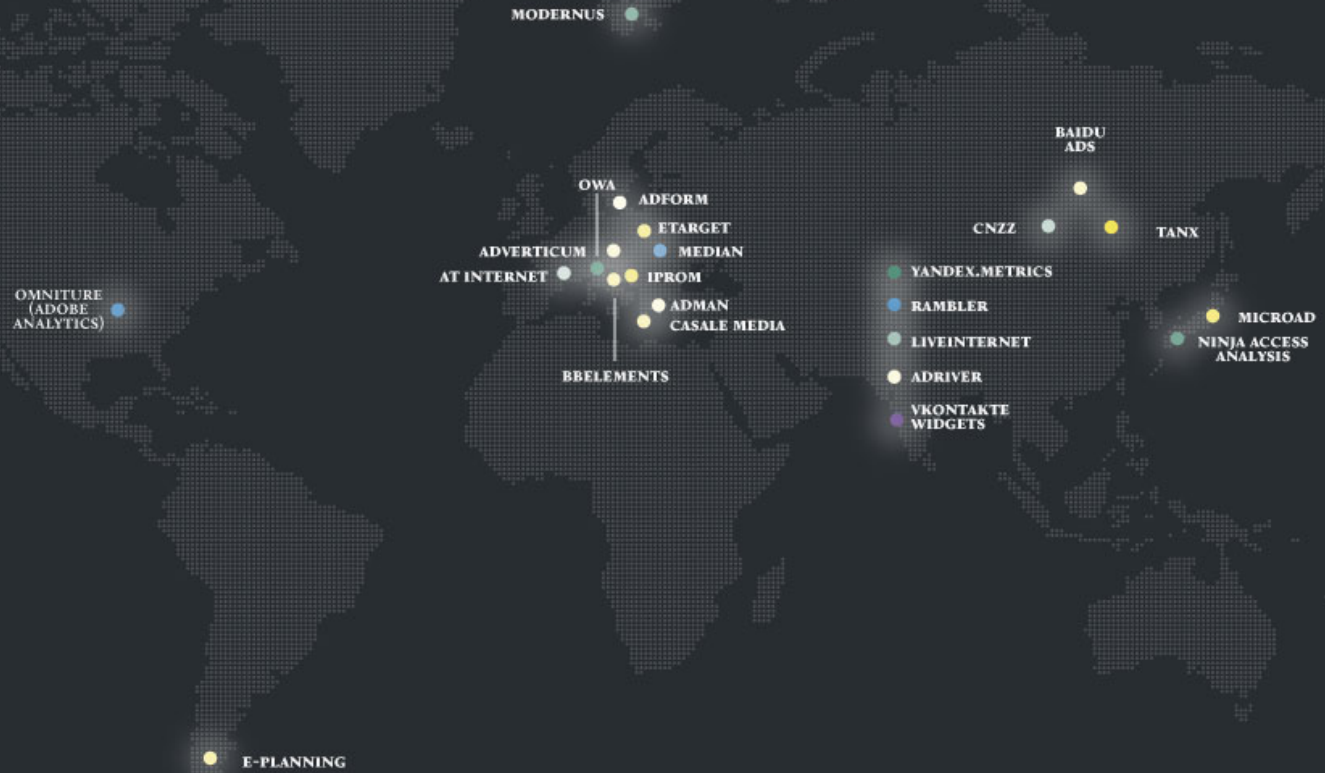 MODERNUS
BAIDU
ADS
OWA
ADFORM
ETARGET
CNZZ
TANX
ADVERTICUM
MEDIAN
AT INTERNET
IPROM
YANDEX.METRICS
OMNITURE
(ADOBE
ANALYTICS)
ADMAN
RAMBLER
CASALE MEDIA
MICROAD
LIVEINTERNET
NINJA ACCESS
ANALYSIS
BBELEMENTS
ADRIVER
VKONTAKTE
WIDGETS
E-PLANNING